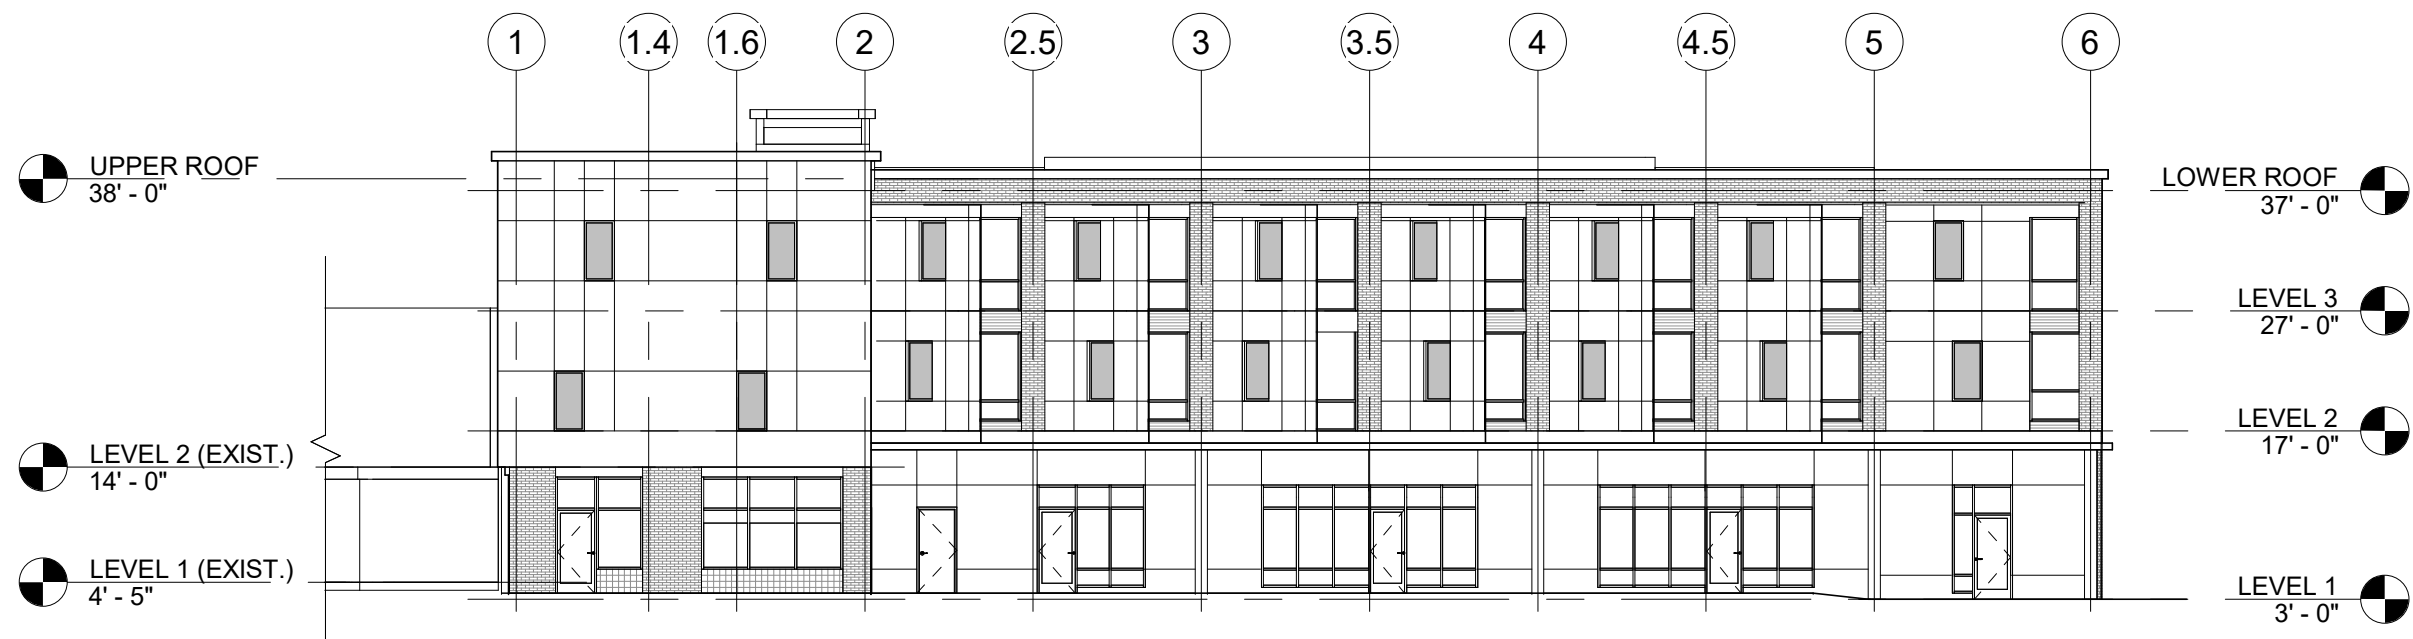 1 1.4 1.6 2 2.5 3 3.5 4 4.5 5 6
UPPER ROOF
38' - 0"
LOWER ROOF
37' - 0"
LEVEL 3
27' - 0"
LEVEL 2
17' - 0"
LEVEL 2 (EXIST.)
14' - 0"
LEVEL 1 (EXIST.)
4' - 5"
LEVEL 1
3' - 0"